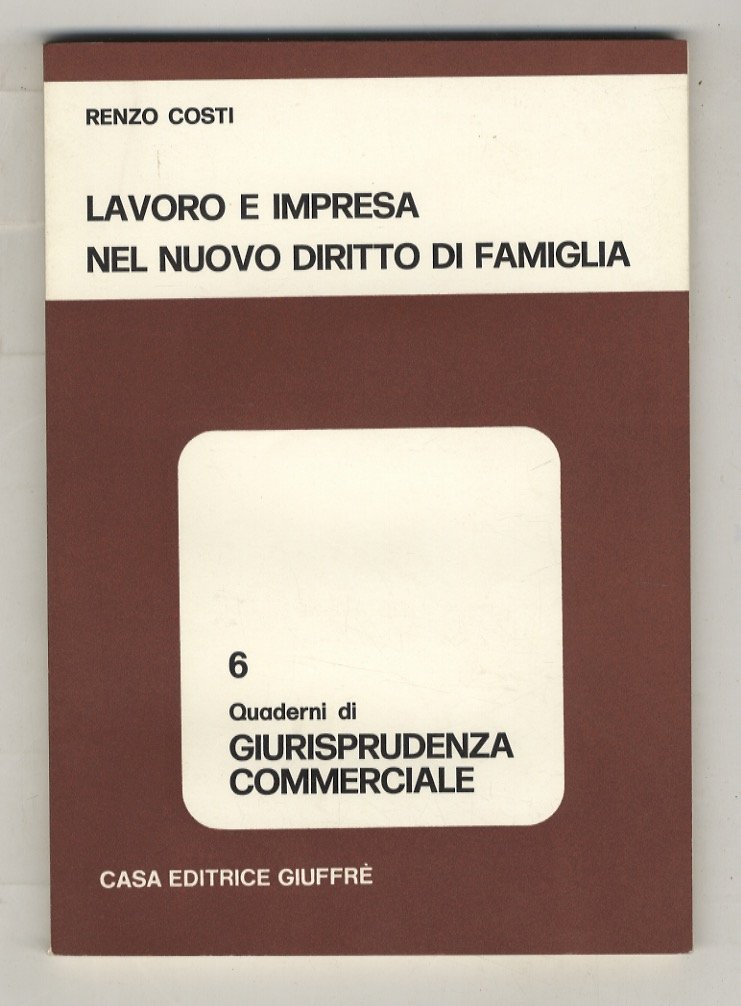 RENZO COSTI
LAVORO E IMPRESA
NEL NUOVO DIRITTO DI FAMIGLIA
6
Quaderni di
GIURISPRUDENZA
COMMERCIALE
CASA EDITRICE GIUFFRÈ